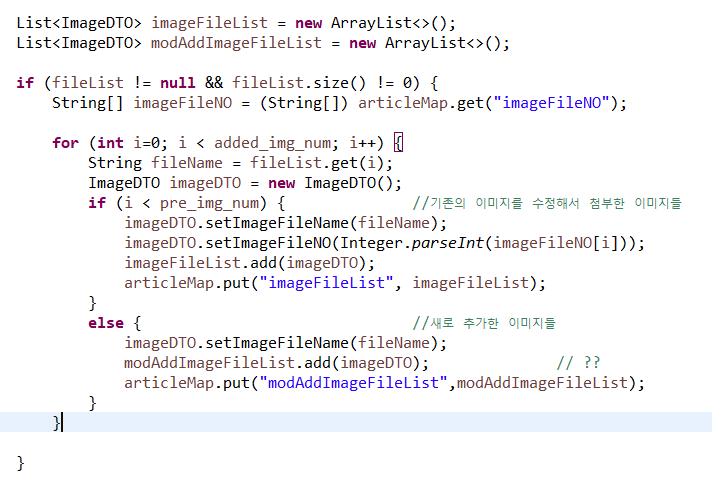 List<ImageDTO> imageFileList = new ArrayList<>();
List<ImageDTO> modAddImageFileList = new ArrayList<>();
if (fileList != null && fileList.size() != 0) {
String[] imageFileNO = (String[]) articleMap.get("imageFileNO");
for (int i=0; i < added_img_num; i++) {
String fileName = fileList.get(i);
ImageDTO imageDTO = new ImageDTO();
if (i < pre_img_num) { //기존의 이미지를 수정해서 첨부한 이미지들
imageDTO.setImageFileName(fileName);
imageDTO.setImageFileNO(Integer.parseInt(imageFileNO[i]));
imageFileList.add(imageDTO);
articleMap.put("imageFileList", imageFileList);
}
else { //새로 추가한 이미지들
imageDTO.setImageFileName(fileName);
modAddImageFileList.add(imageDTO); // ??
articleMap.put("modAddImageFileList",modAddImageFileList);
}
}
}